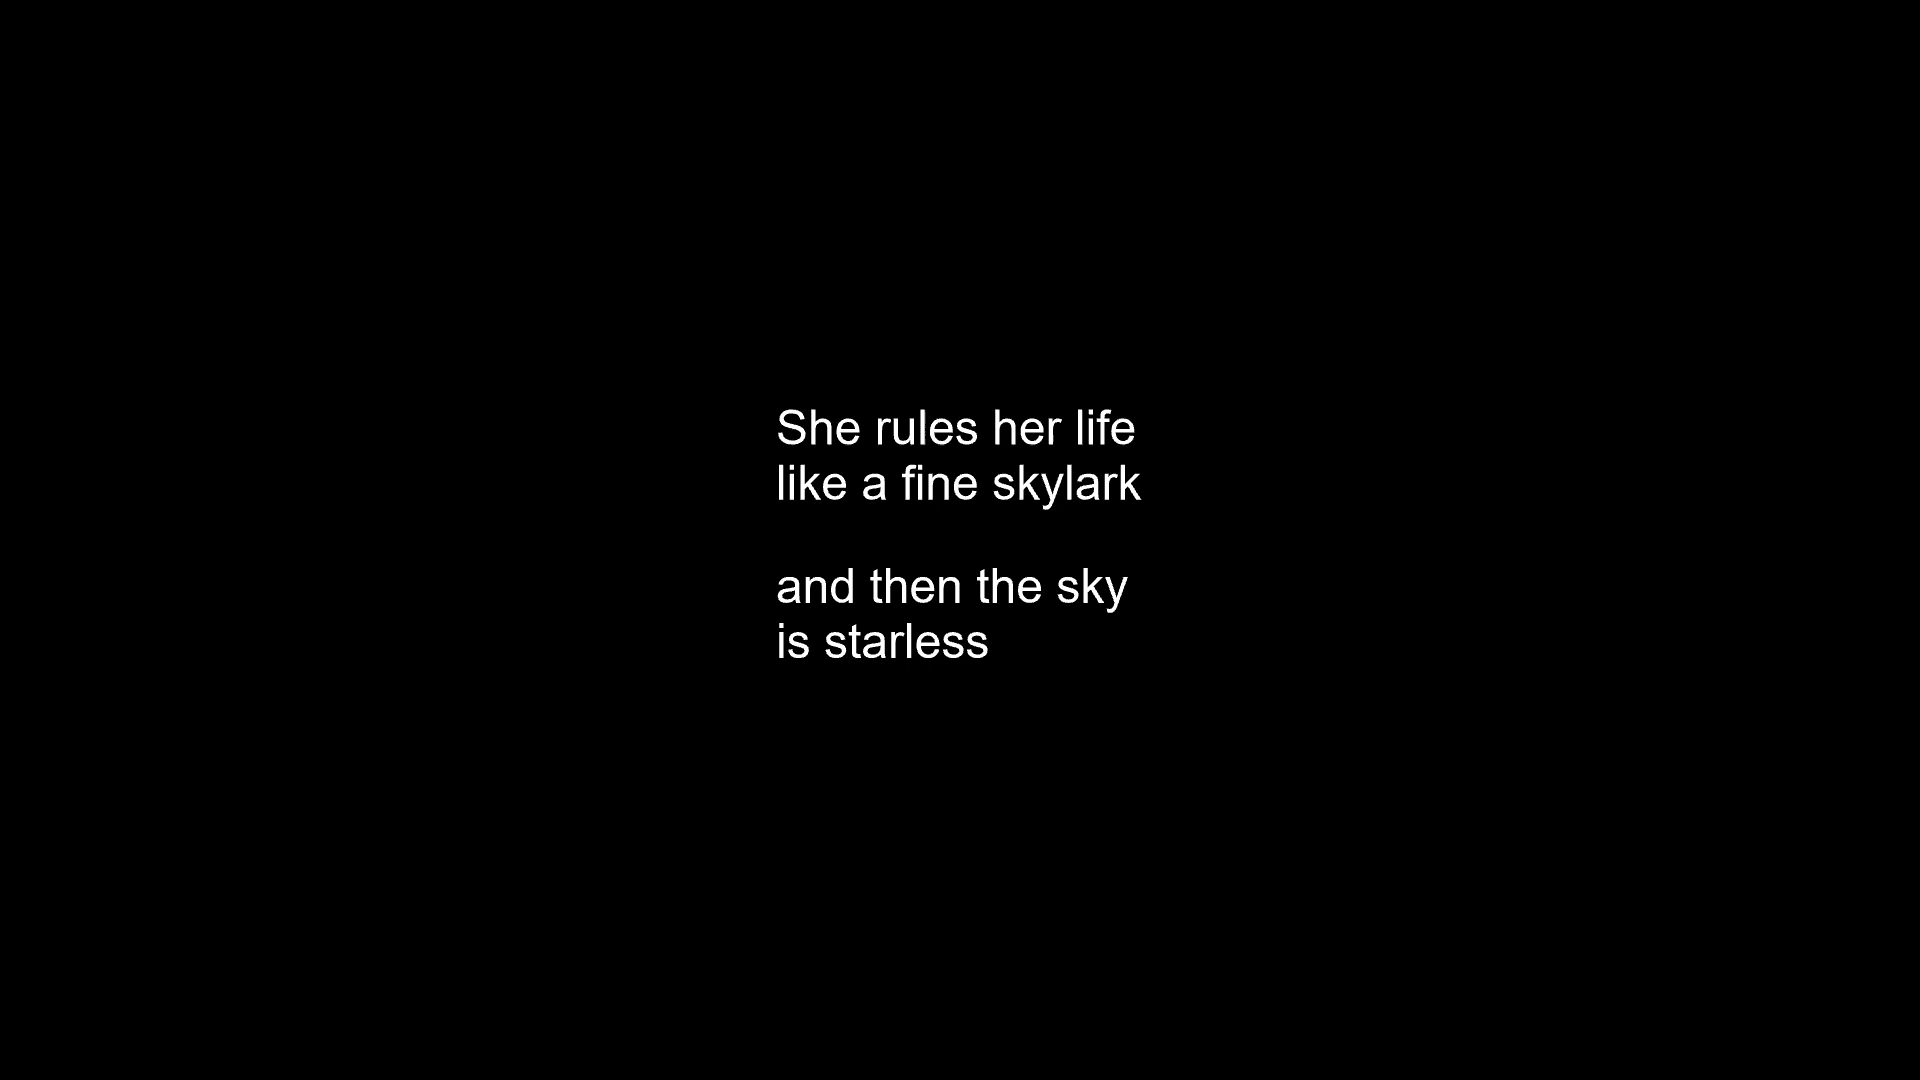 She rules her life
like a fine skylark
and then the sky
is starless